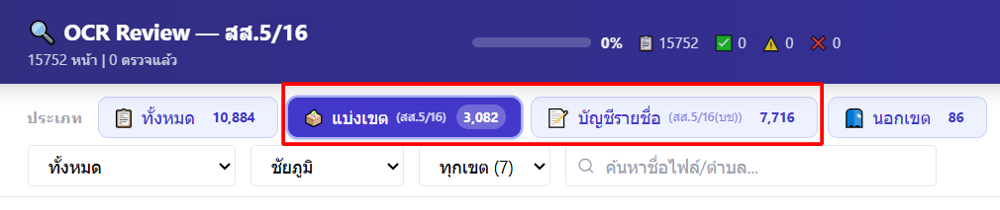 OCR Review — สส.5/16
15752 หน้า | 0 ตรวจแล้ว
0% 15752 0 0 0
ประเภท ทั้งหมด 10,884 แบ่งเขต (สส.5/16) 3,082 บัญชีรายชื่อ (สส.5/16(บช)) 7,716 นอกเขต 86
ทั้งหมด ชัยภูมิ ทุกเขต (7) ค้นหาชื่อไฟล์/ตำบล...